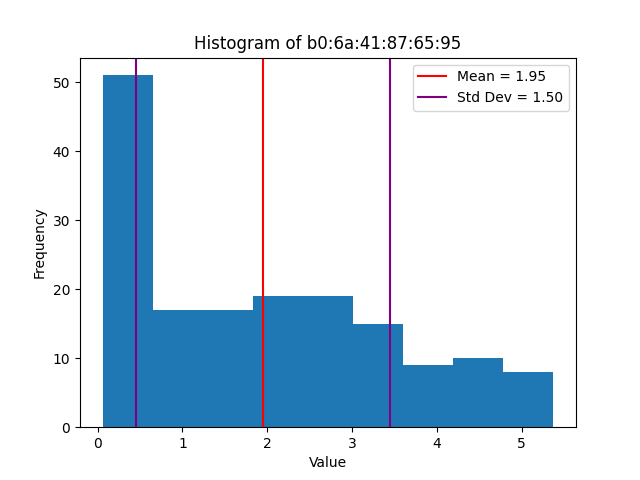 Histogram of b0:6a:41:87:65:95
Mean = 1.95
Std Dev = 1.50
50
40
30
20
10
0
Frequency
0 1 2 3 4 5
Value